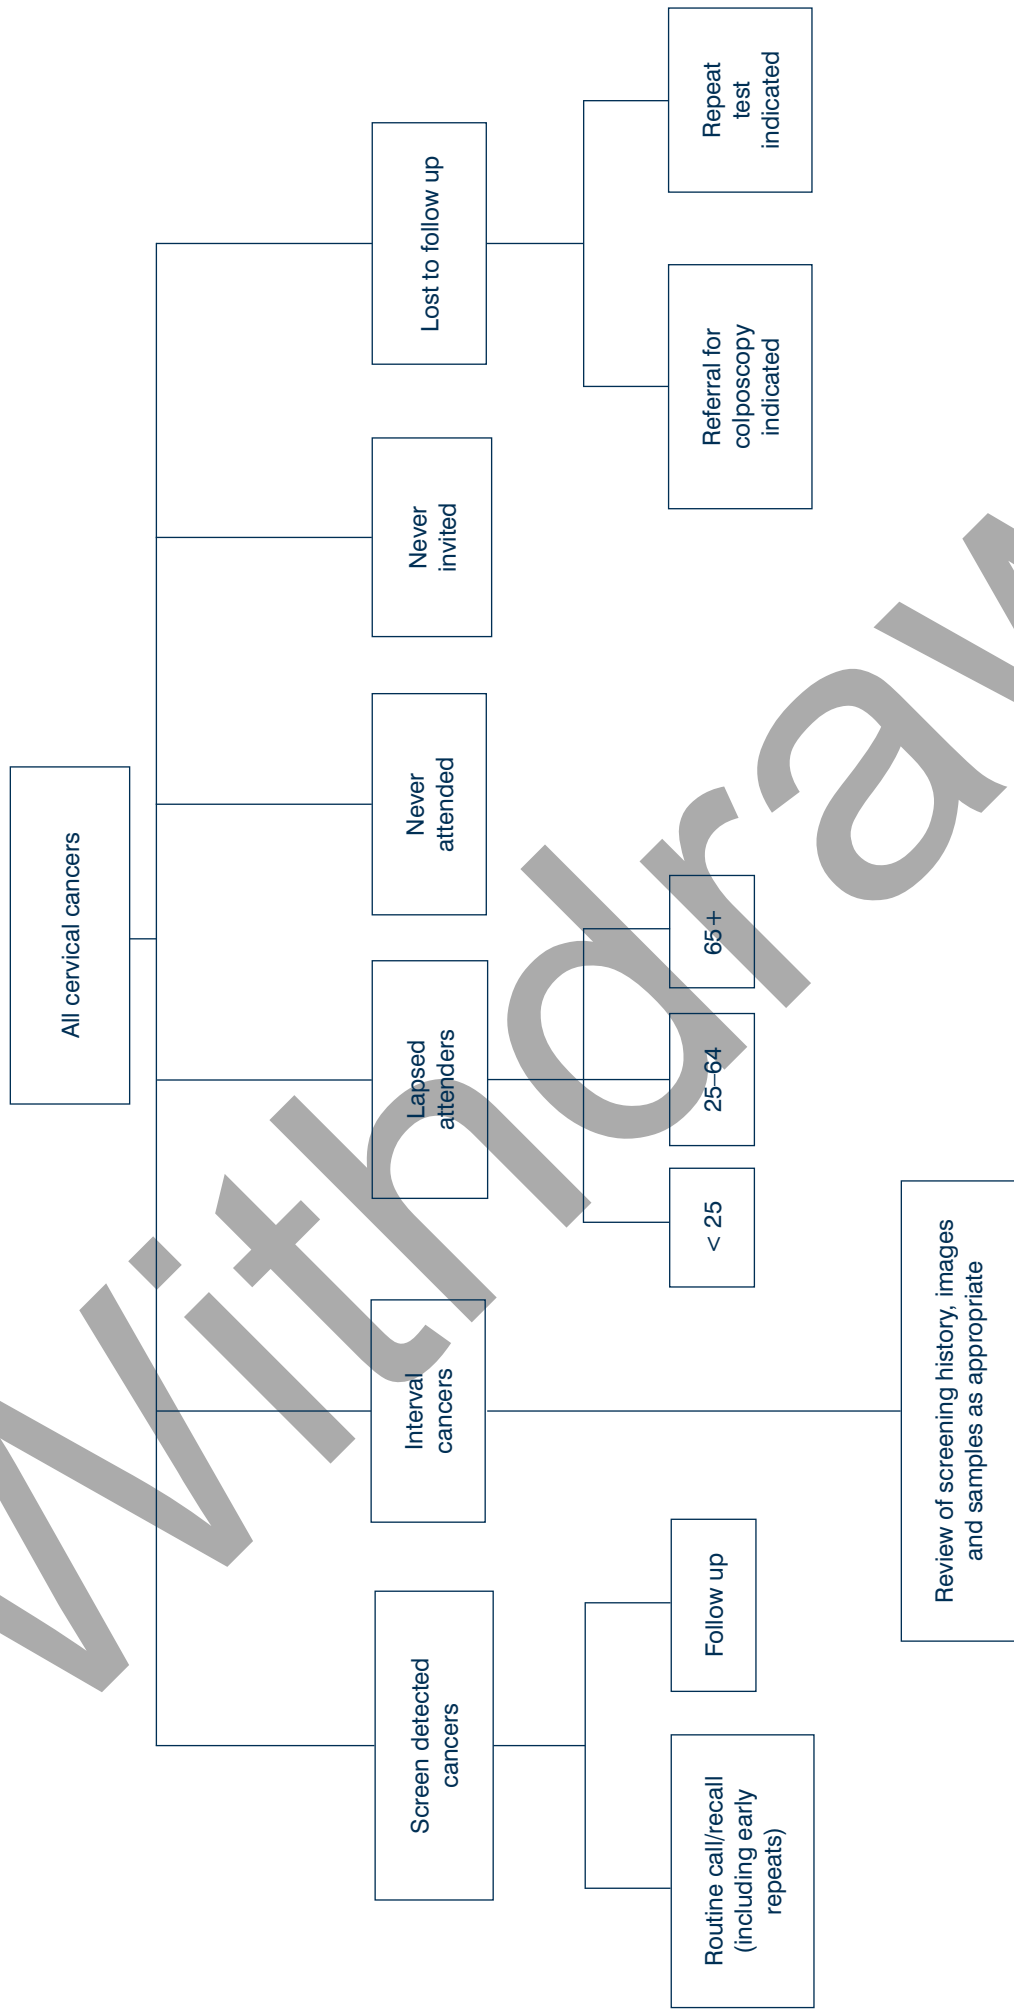 All cervical cancers
Screen detected
cancers
Interval
cancers
Lapsed
attenders
Never
attended
Never
invited
Lost to follow up
Routine call/recall
(including early
repeats)
Follow up
< 25
25–64
65+
Referral for
colposcopy
indicated
Repeat
test
indicated
Review of screening history, images
and samples as appropriate